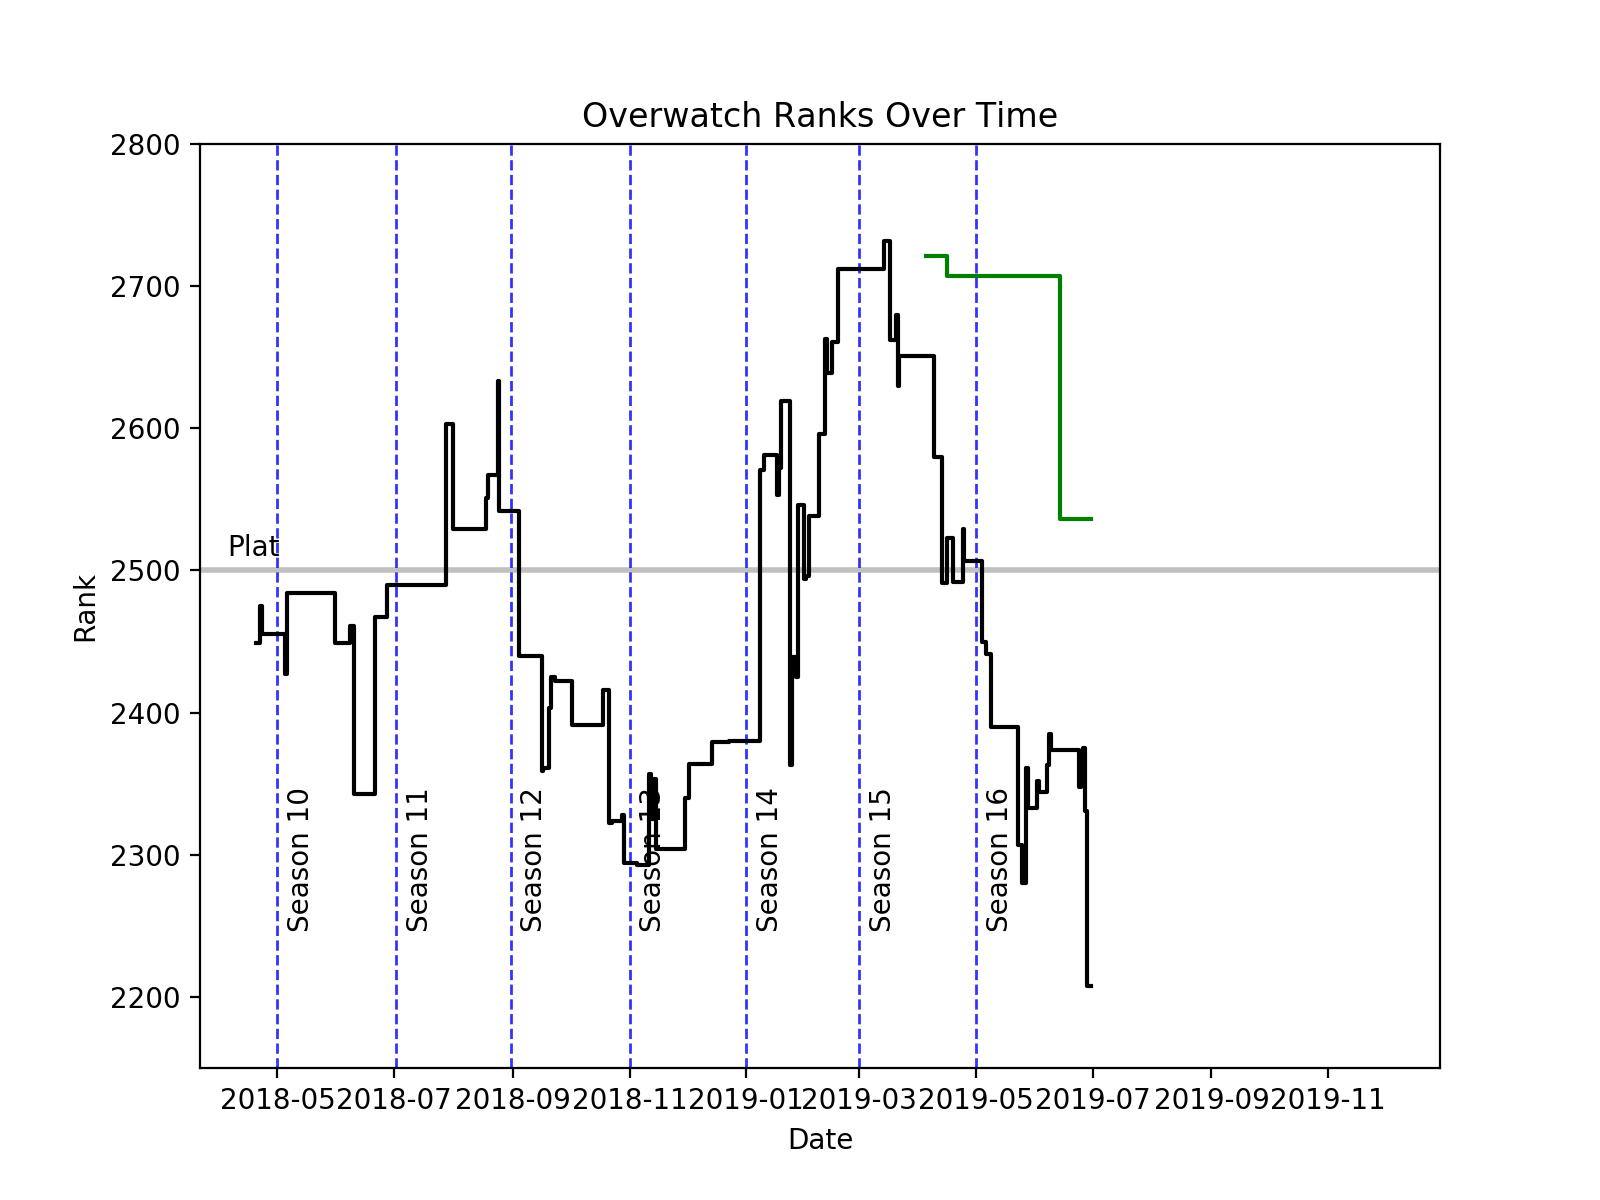 Overwatch Ranks Over Time
2800
2700
2600
2500
2400
2300
2200
Rank
Plat
Season 10
Season 11
Season 12
Season 13
Season 14
Season 15
Season 16
2018-05
2018-07
2018-09
2018-11
2019-01
2019-03
2019-05
2019-07
2019-09
2019-11
Date